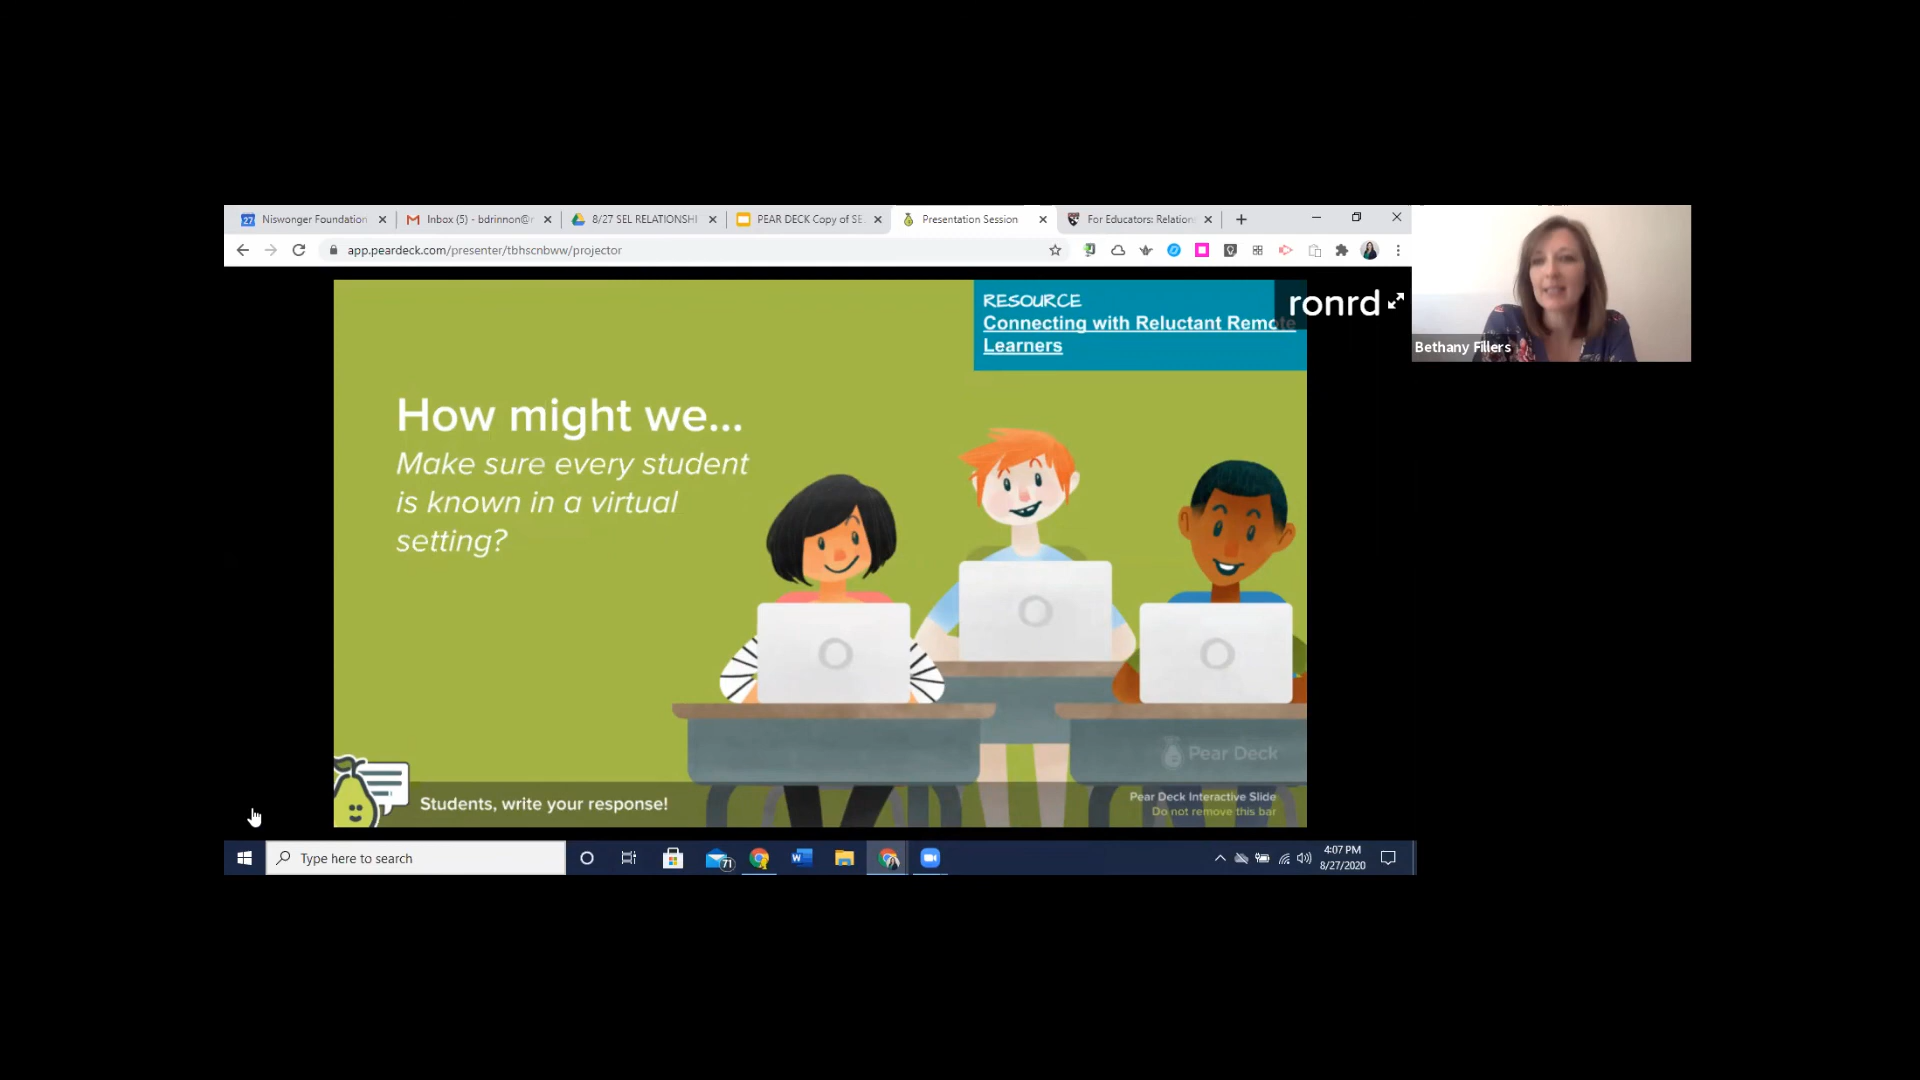 Niswonger Foundation
Inbox (5) - bdrinnon@r
8/27 SEL RELATIONSHI
PEAR DECK Copy of SE
Presentation Session
For Educators: Relation
app.peardeck.com/presenter/tbhscnbww/projector
RESOURCE
Connecting with Reluctant Remote
Learners
ronrd
Bethany Fillers
How might we...
Make sure every student
is known in a virtual
setting?
Pear Deck
Students, write your response!
Pear Deck Interactive Slide
Do not remove this bar
Type here to search
71
4:07 PM
8/27/2020